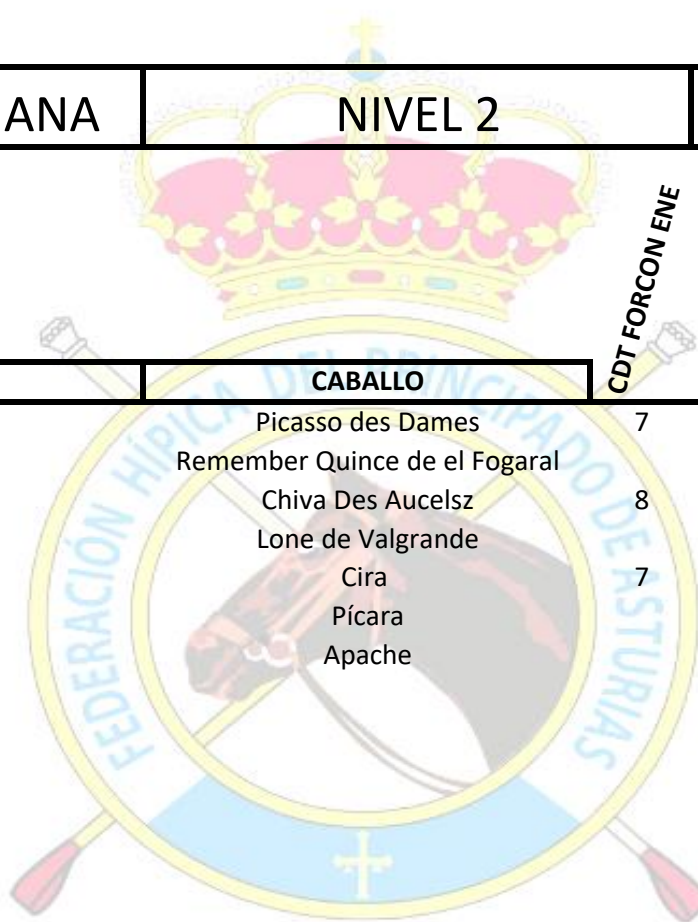 ANA NIVEL 2
CDT FORCON ENE
CABALLO
Picasso des Dames 7
Remember Quince de el Fogaral
Chiva Des Aucelsz 8
Lone de Valgrande
Cira 7
Pícara
Apache
FEDERACIÓN HÍPICA DEL PRINCIPADO DE ASTURIAS